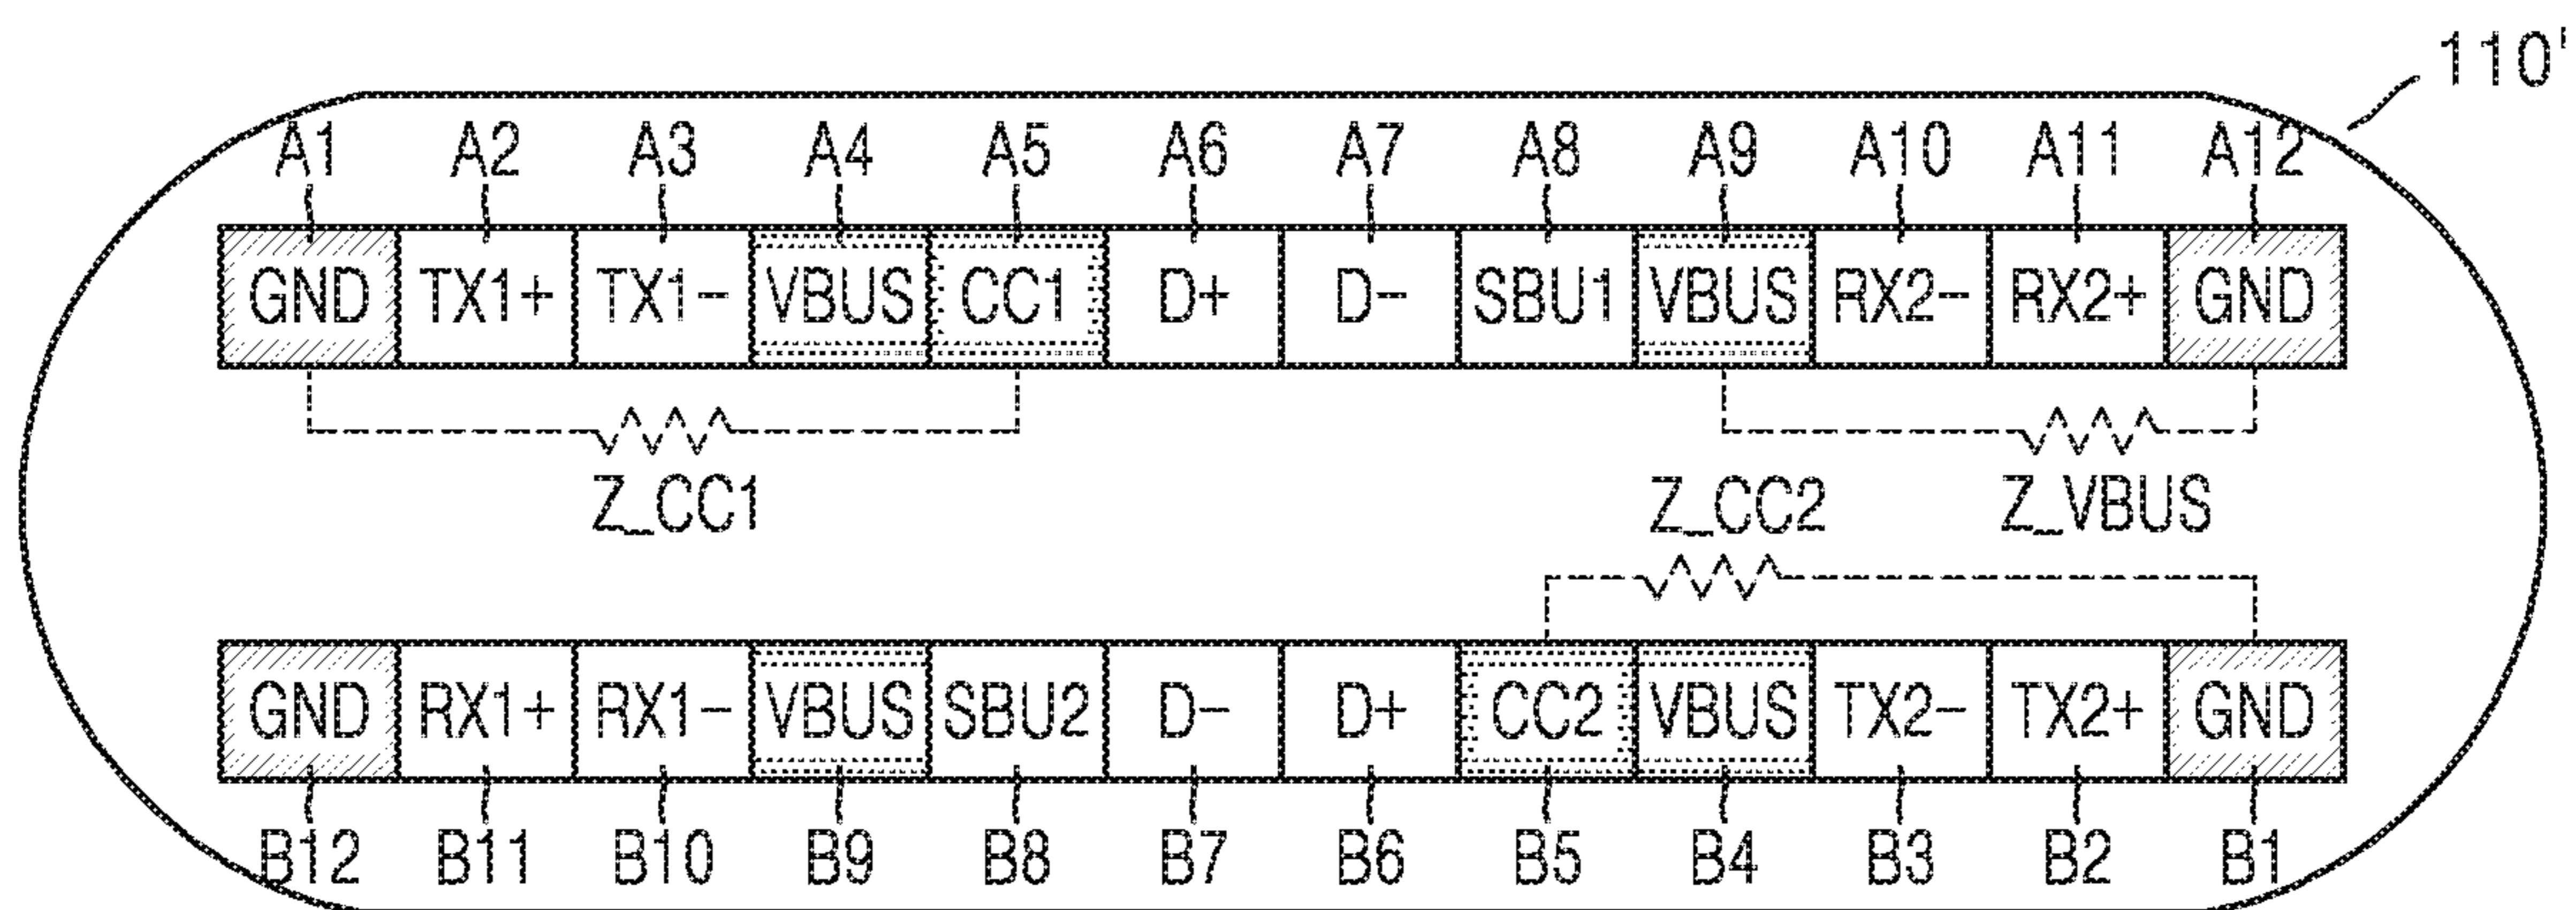 110'
A1 A2 A3 A4 A5 A6 A7 A8 A9 A10 A11 A12
GND TX1+ TX1- VBUS CC1 D+ D- SBU1 VBUS RX2- RX2+ GND
Z_CC1
Z_CC2 Z_VBUS
GND RX1+ RX1- VBUS SBU2 D- D+ CC2 VBUS TX2- TX2+ GND
B12 B11 B10 B9 B8 B7 B6 B5 B4 B3 B2 B1